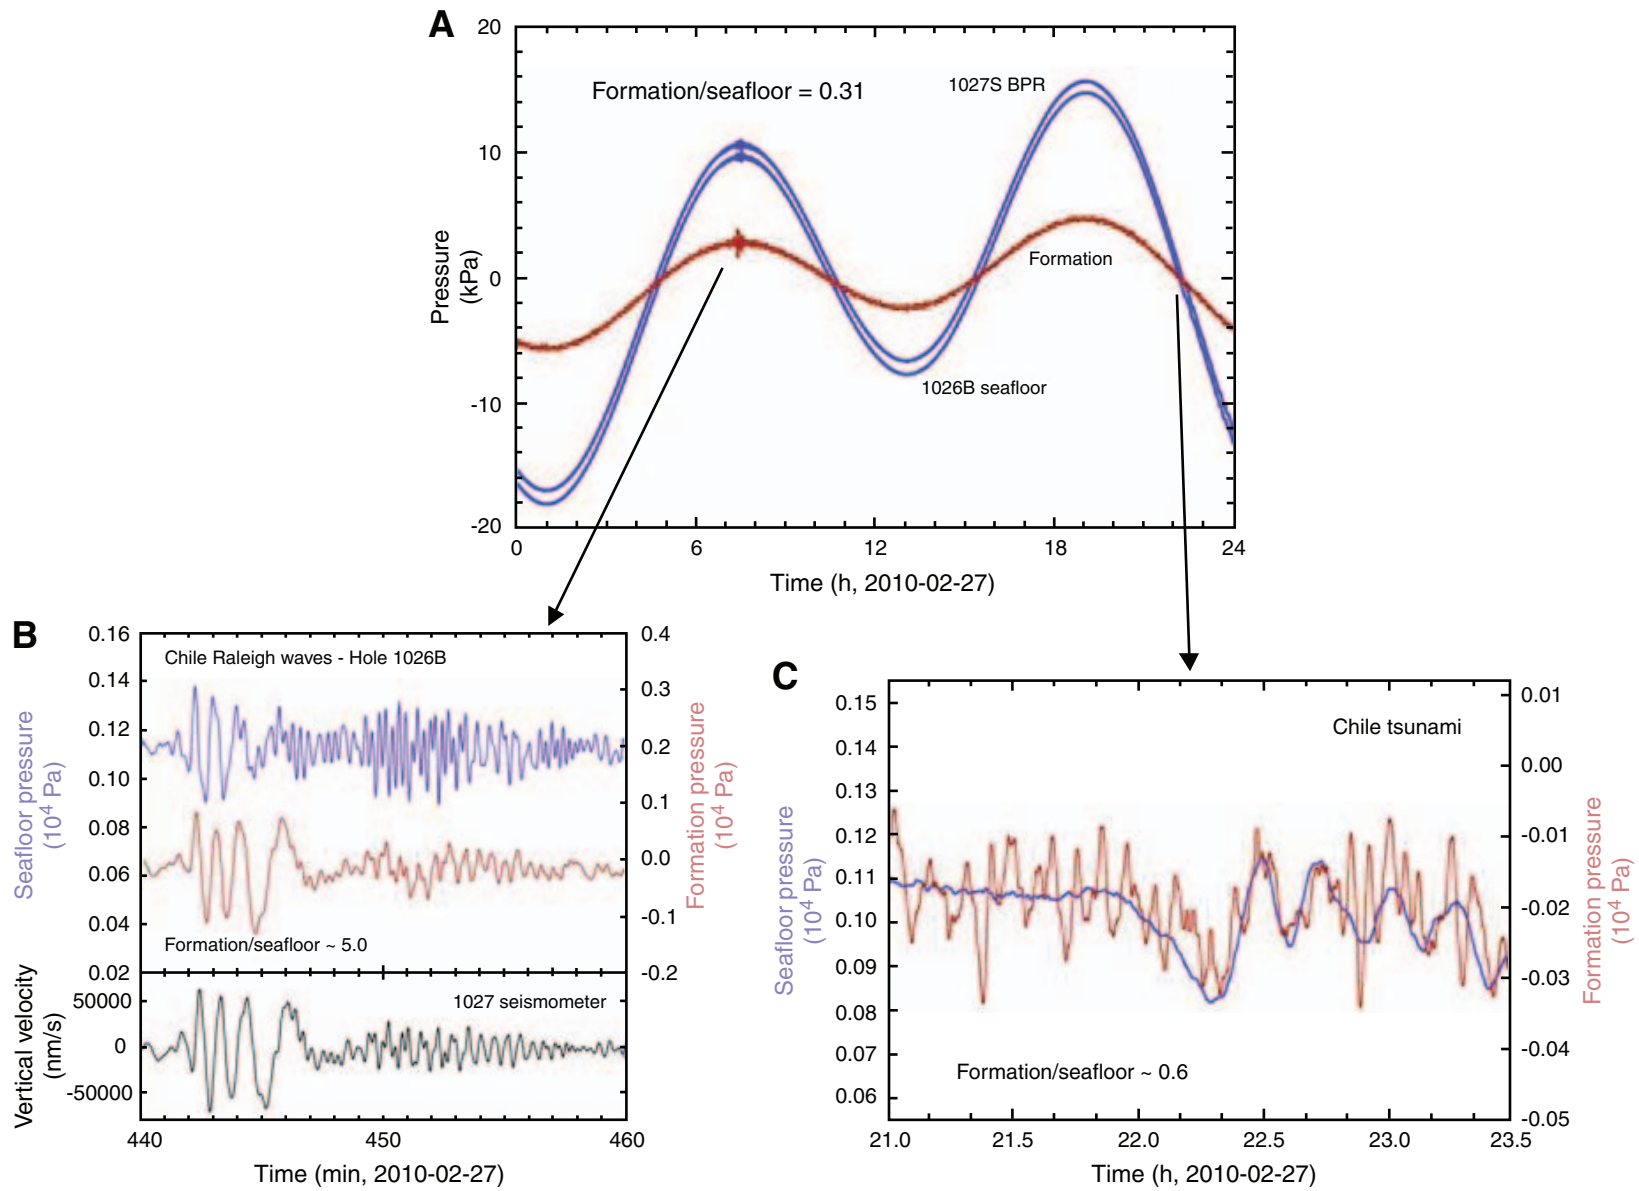 A
20
10
0
-10
-20
Pressure
(kPa)
Formation/seafloor = 0.31
1027S BPR
Formation
1026B seafloor
0 6 12 18 24
Time (h, 2010-02-27)
B
0.16
0.14
0.12
0.10
0.08
0.06
0.04
0.02
Seafloor pressure
(10⁴ Pa)
Chile Raleigh waves - Hole 1026B
Formation/seafloor ~ 5.0
0.4
0.3
0.2
0.1
0.0
-0.1
-0.2
Formation pressure
(10⁴ Pa)
50000
0
-50000
Vertical velocity
(nm/s)
1027 seismometer
440 450 460
Time (min, 2010-02-27)
C
0.15
0.14
0.13
0.12
0.11
0.10
0.09
0.08
0.07
0.06
Seafloor pressure
(10⁴ Pa)
Chile tsunami
Formation/seafloor ~ 0.6
0.01
0.00
-0.01
-0.02
-0.03
-0.04
-0.05
Formation pressure
(10⁴ Pa)
21.0 21.5 22.0 22.5 23.0 23.5
Time (h, 2010-02-27)